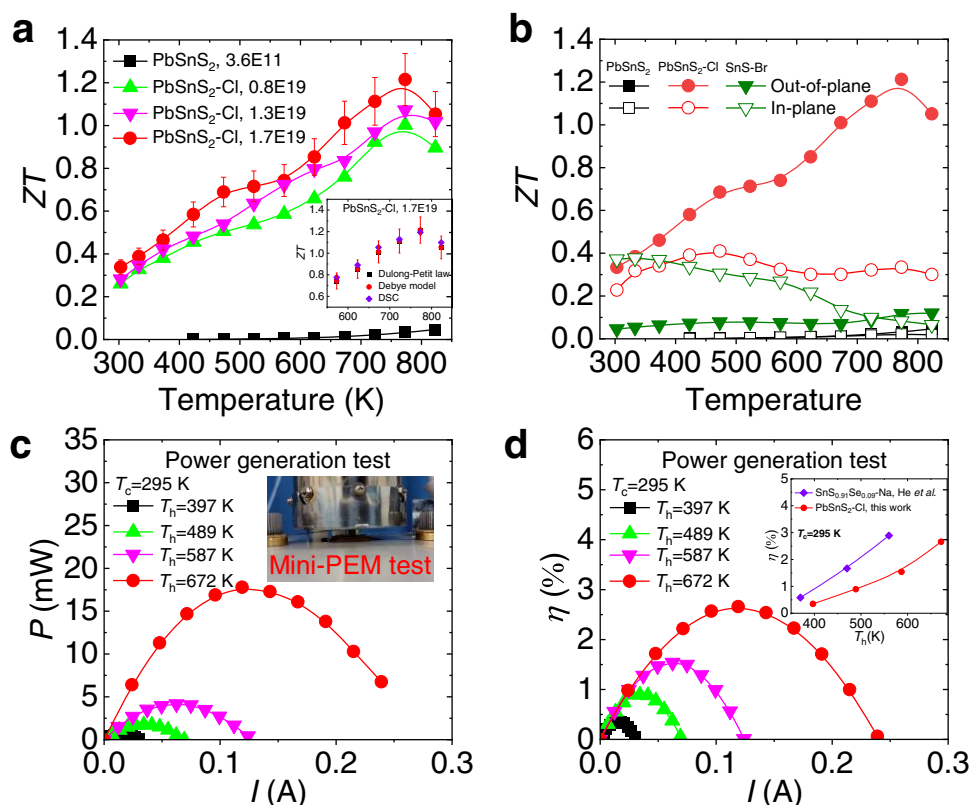 a
1.4
1.2
1.0
0.8
0.6
0.4
0.2
0.0
ZT
PbSnS₂, 3.6E11
PbSnS₂-Cl, 0.8E19
PbSnS₂-Cl, 1.3E19
PbSnS₂-Cl, 1.7E19
PbSnS₂-Cl, 1.7E19
1.4
1.2
1.0
0.8
0.6
ZT
Dulong-Petit law
Debye model
DSC
600 700 800
300 400 500 600 700 800
Temperature (K)
b
1.4
1.2
1.0
0.8
0.6
0.4
0.2
0.0
ZT
PbSnS₂ PbSnS₂-Cl SnS-Br
Out-of-plane
In-plane
300 400 500 600 700 800
Temperature
c
35
30
25
20
15
10
5
0
P (mW)
Power generation test
Tc=295 K
Th=397 K
Th=489 K
Th=587 K
Th=672 K
Mini-PEM test
0.0 0.1 0.2 0.3
I (A)
d
6
5
4
3
2
1
0
η (%)
Power generation test
Tc=295 K
Th=397 K
Th=489 K
Th=587 K
Th=672 K
5
4
3
2
1
0
η (%)
SnS0.91Se0.09-Na, He et al.
PbSnS₂-Cl, this work
Tc=295 K
400 500 600
Th(K)
0.0 0.1 0.2 0.3
I (A)